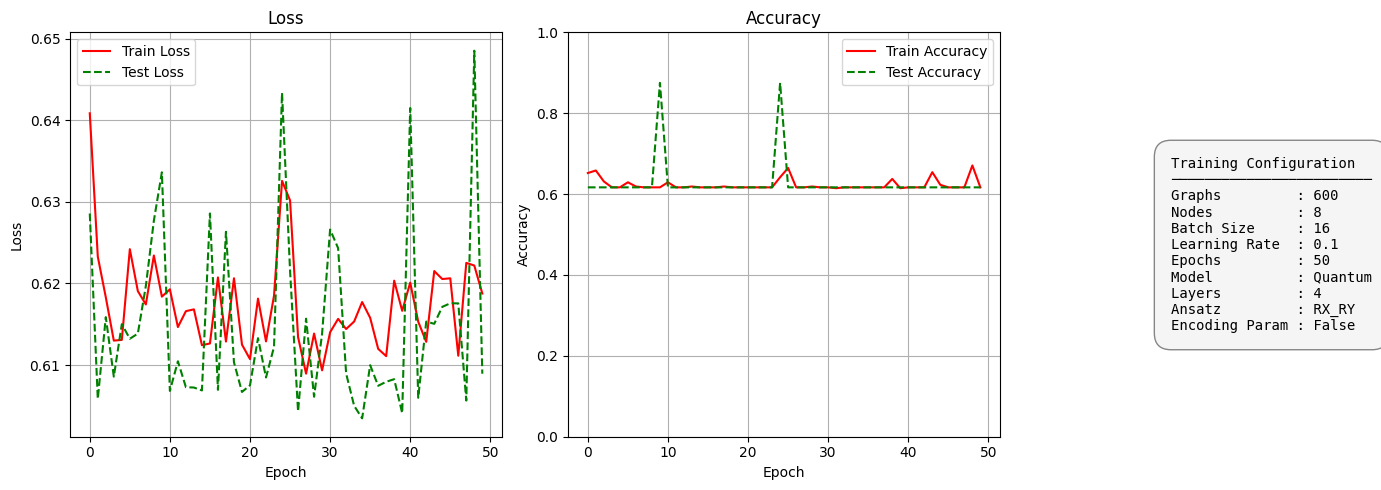 Loss
Train Loss
Test Loss
0.65
0.64
0.63
0.62
0.61
Loss
0 10 20 30 40 50
Epoch
Accuracy
Train Accuracy
Test Accuracy
1.0
0.8
0.6
0.4
0.2
0.0
Accuracy
0 10 20 30 40 50
Epoch
Training Configuration
Graphs : 600
Nodes : 8
Batch Size : 16
Learning Rate : 0.1
Epochs : 50
Model : Quantum
Layers : 4
Ansatz : RX_RY
Encoding Param : False